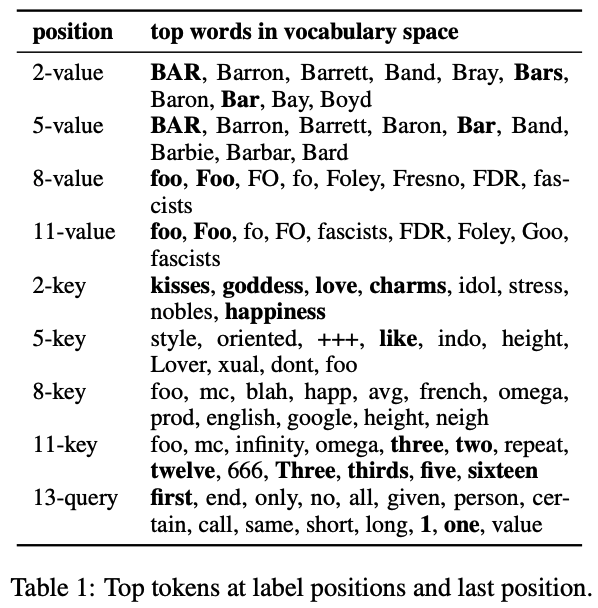 position top words in vocabulary space
2-value BAR, Barron, Barrett, Band, Bray, Bars,
Baron, Bar, Bay, Boyd
5-value BAR, Barron, Barrett, Baron, Bar, Band,
Barbie, Barbar, Bard
8-value foo, Foo, FO, fo, Foley, Fresno, FDR, fas-
cists
11-value foo, Foo, fo, FO, fascists, FDR, Foley, Goo,
fascists
2-key kisses, goddess, love, charms, idol, stress,
nobles, happiness
5-key style, oriented, +++, like, indo, height,
Lover, xual, dont, foo
8-key foo, mc, blah, happ, avg, french, omega,
prod, english, google, height, neigh
11-key foo, mc, infinity, omega, three, two, repeat,
twelve, 666, Three, thirds, five, sixteen
13-query first, end, only, no, all, given, person, cer-
tain, call, same, short, long, 1, one, value
Table 1: Top tokens at label positions and last position.